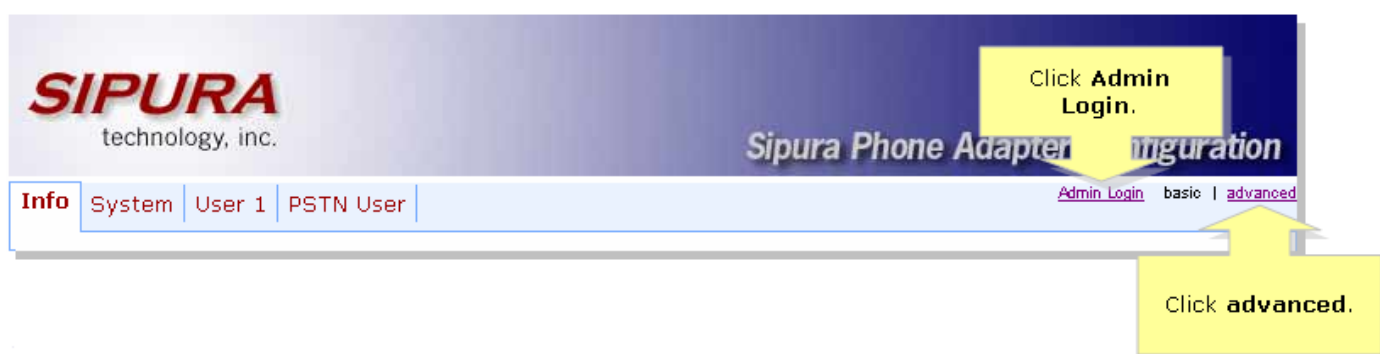 SIPURA
technology, inc.
Click Admin
Login.
Sipura Phone Adapter nfiguration
Info System User 1 PSTN User
Admin Login basic | advanced
Click advanced.